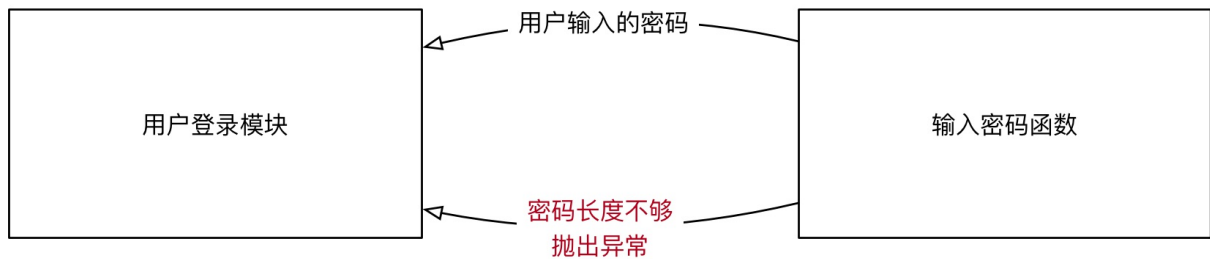 用户输入的密码
用户登录模块
输入密码函数
密码长度不够
抛出异常